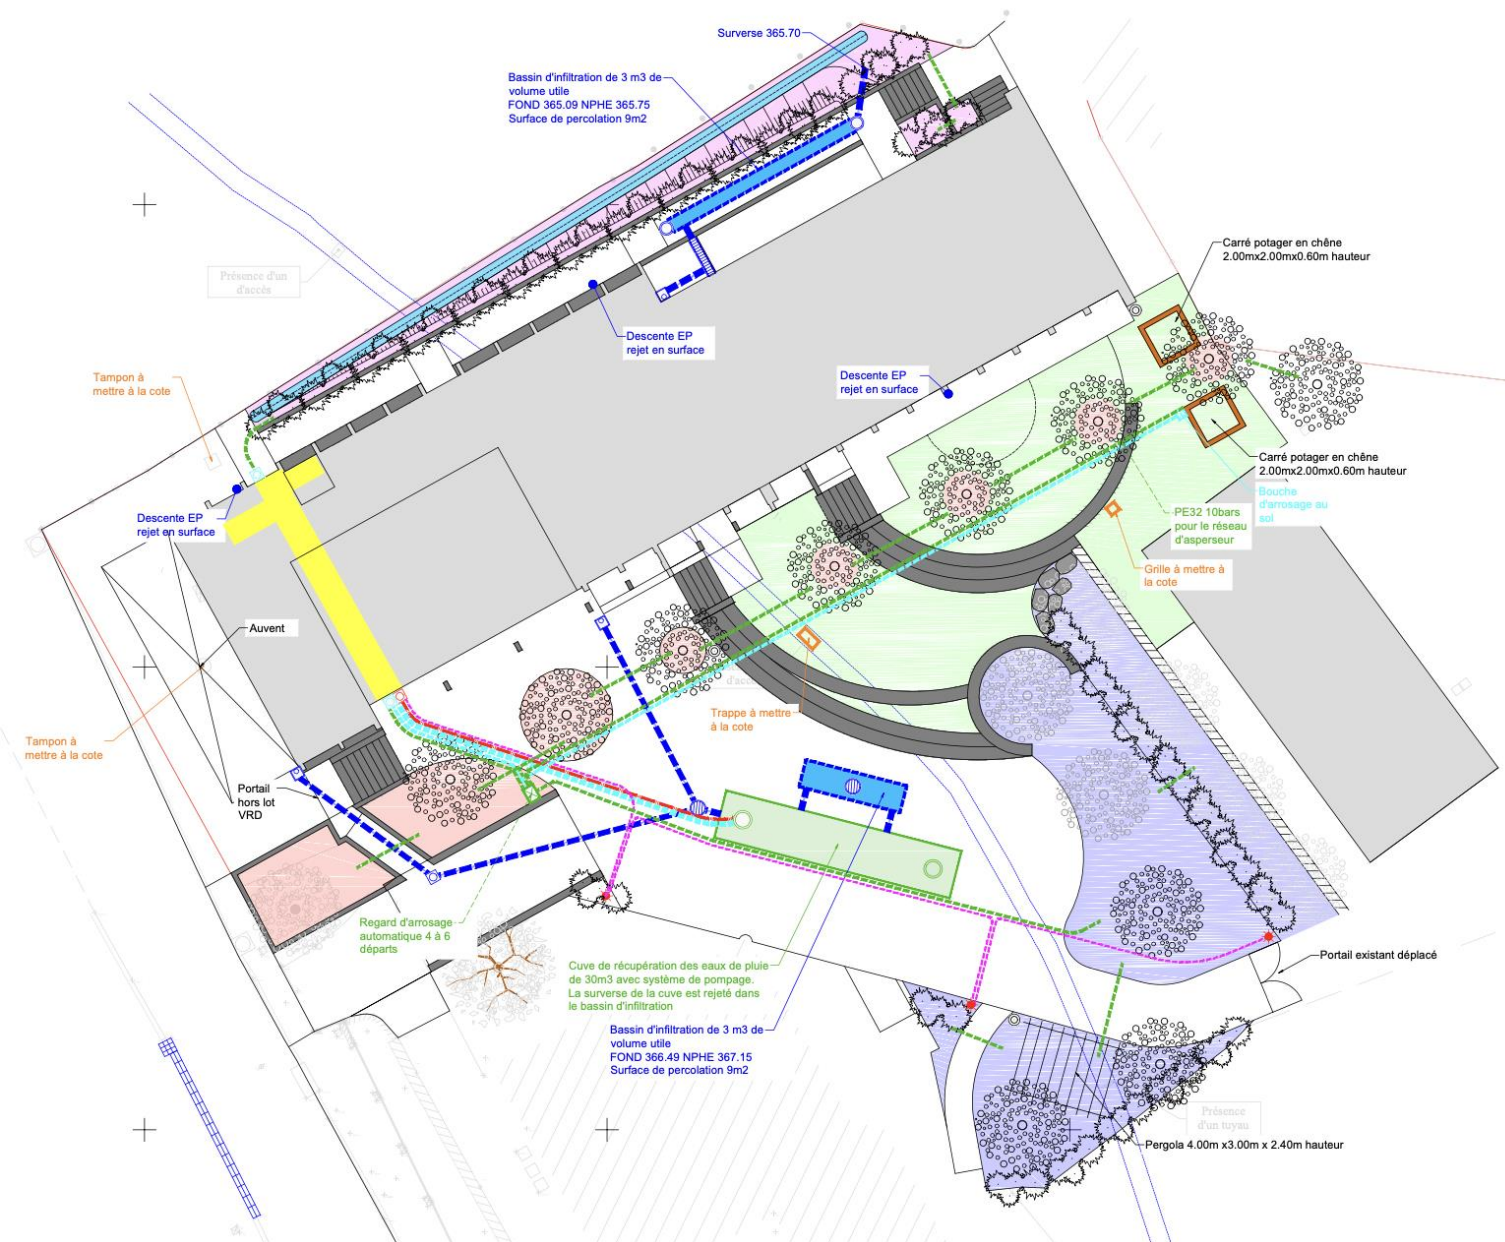 Surverse 365.70
Bassin d'infiltration de 3 m3 de
volume utile
FOND 365.09 NPHE 365.75
Surface de percolation 9m2
Carré potager en chêne
2.00mx2.00mx0.60m hauteur
Présence d'un
d'accès
Descente EP
rejet en surface
Tampon à
mettre à la cote
Descente EP
rejet en surface
Carré potager en chêne
2.00mx2.00mx0.60m hauteur
Bouche
d'arrosage au
sol
PE32 10bars
pour le réseau
d'asperseur
Descente EP
rejet en surface
Grille à mettre à
la cote
Auvent
d'accès
Trappe à mettre
à la cote
Tampon à
mettre à la cote
Portail
hors lot
VRD
Regard d'arrosage
automatique 4 à 6
départs
Portail existant déplacé
Cuve de récupération des eaux de pluie
de 30m3 avec système de pompage.
La surverse de la cuve est rejeté dans
le bassin d'infiltration
Bassin d'infiltration de 3 m3 de
volume utile
FOND 366.49 NPHE 367.15
Surface de percolation 9m2
Présence
d'un tuyau
Pergola 4.00m x3.00m x 2.40m hauteur